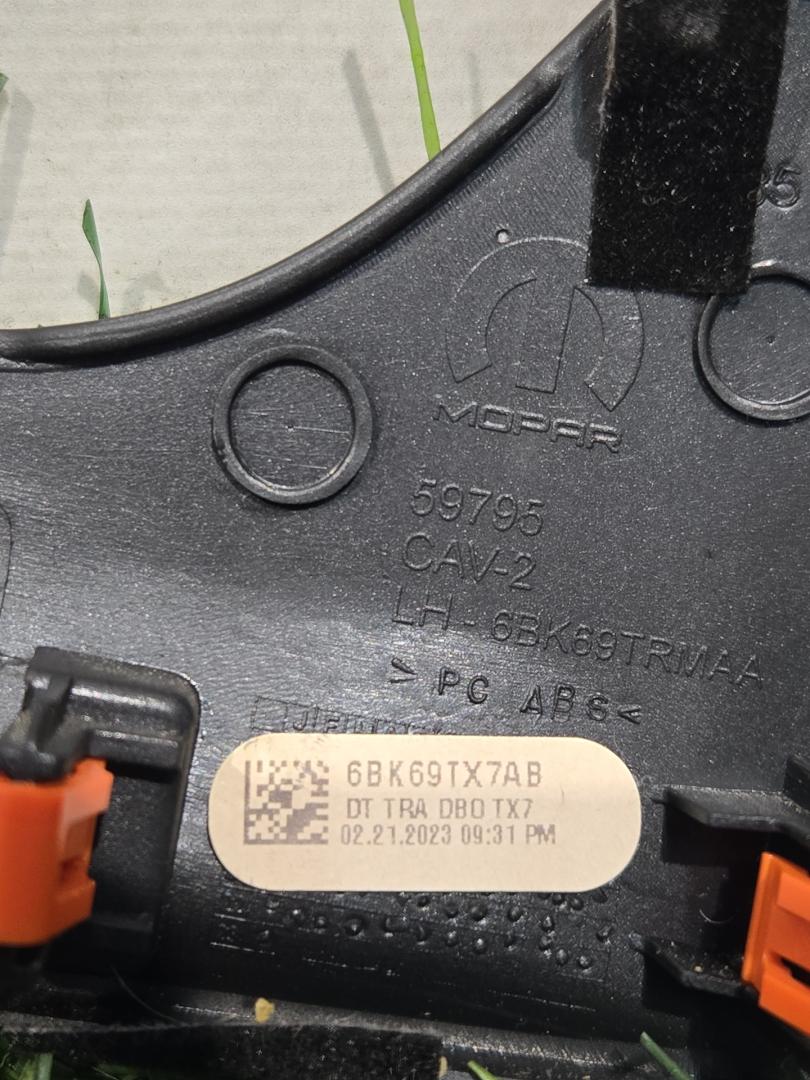 MOPAR
59795
CAV-2
LH - 6BK69TRMAA
> PC ABS <
6BK69TX7AB
DT TRA DBO TX7
02.21.2023 09:31 PM